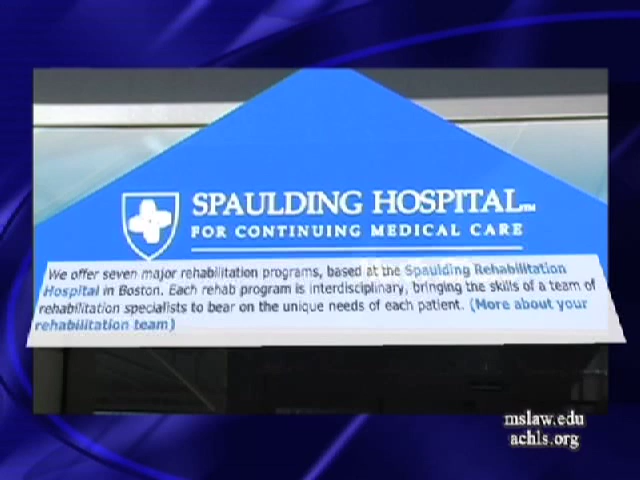 SPAULDING HOSPITAL™
FOR CONTINUING MEDICAL CARE
We offer seven major rehabilitation programs, based at the Spaulding Rehabilitation
Hospital in Boston. Each rehab program is interdisciplinary, bringing the skills of a team of
rehabilitation specialists to bear on the unique needs of each patient. (More about your
rehabilitation team)
mslaw.edu
achls.org